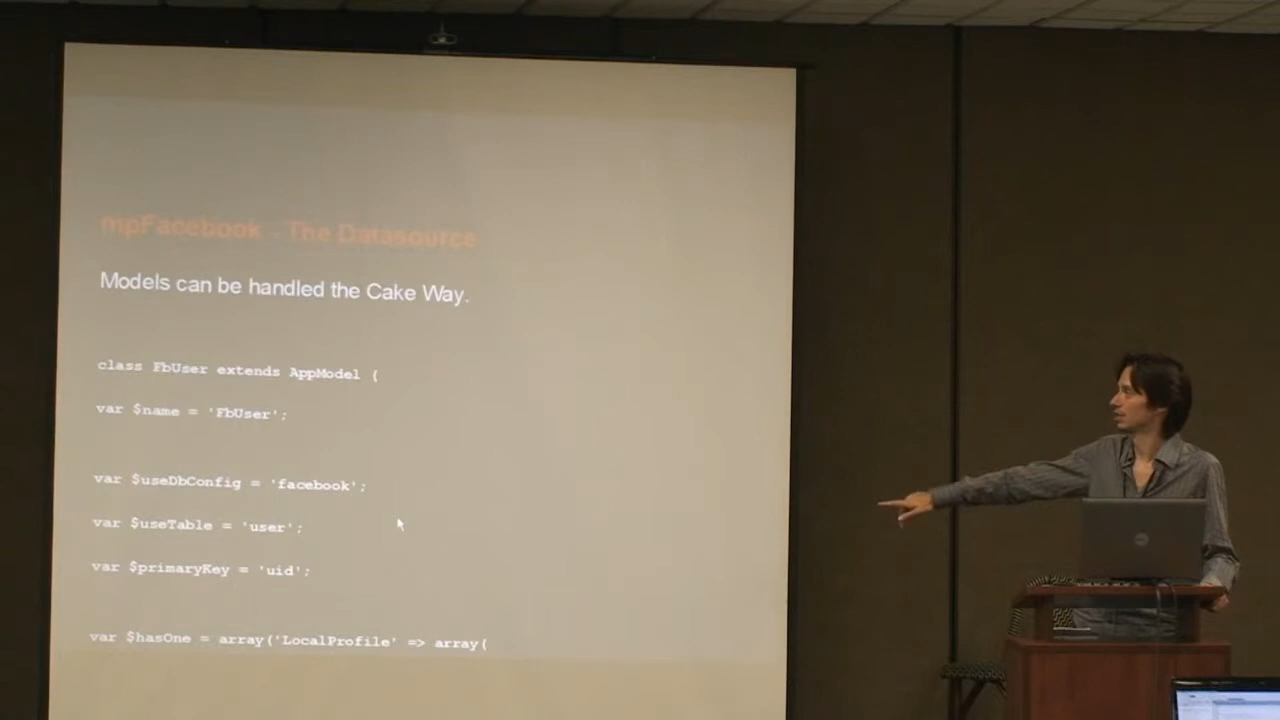 mpFacebook - The Datasource
Models can be handled the Cake Way.
class FbUser extends AppModel {
var $name = 'FbUser';
var $useDbConfig = 'facebook';
var $useTable = 'user';
var $primaryKey = 'uid';
var $hasOne = array('LocalProfile' => array(